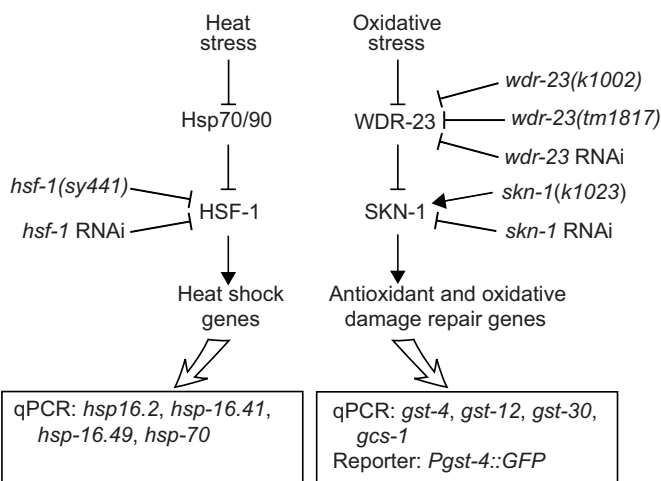 Heat
stress
Hsp70/90
hsf-1(sy441)
HSF-1
hsf-1 RNAi
Heat shock
genes
qPCR: hsp16.2, hsp-16.41,
hsp-16.49, hsp-70
Oxidative
stress
wdr-23(k1002)
WDR-23
wdr-23(tm1817)
wdr-23 RNAi
skn-1(k1023)
SKN-1
skn-1 RNAi
Antioxidant and oxidative
damage repair genes
qPCR: gst-4, gst-12, gst-30,
gcs-1
Reporter: Pgst-4::GFP